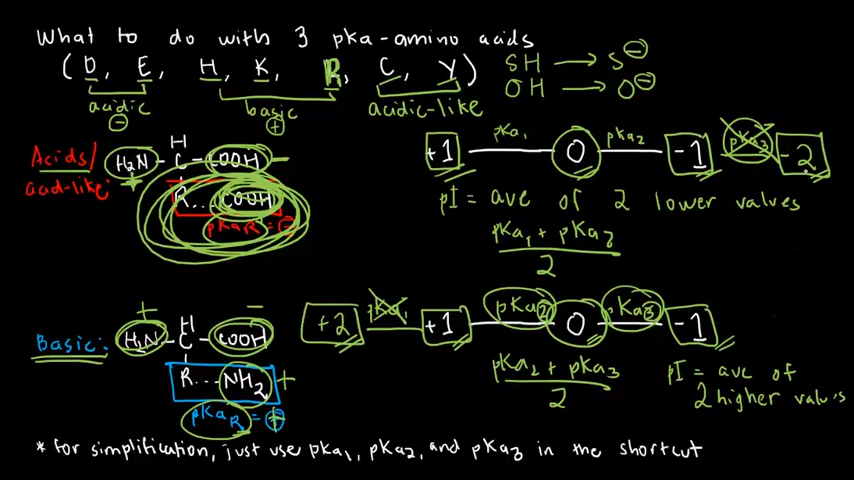 What to do with 3 pka-amino acids
(D, E, H, K, R, C, Y)
SH → S⊖
OH → O⊖
acidic
⊖
basic
⊕
acidic-like
Acids/
acid-like:
H
H₂N - C - COOH -
+
R... COOH
pKaR = ⊖
+1 pKa₁ 0 pKa₂ -1 pKa₃ -2
pI = ave of 2 lower values
pKa₁ + pKa₂
2
Basic:
+ -
H
H₂N - C - COOH
R... NH₂ +
pKaR = ⊕
+2 pKa₁ +1 pKa₂ 0 pKa₃ -1
pKa₂ + pKa₃
2
pI = ave of
2 higher values
* for simplification, just use pKa₁, pKa₂, and pKa₃ in the shortcut